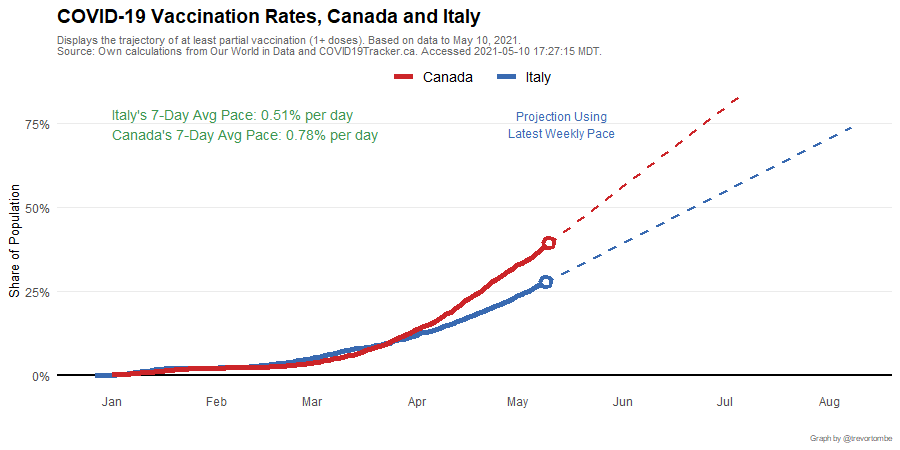 COVID-19 Vaccination Rates, Canada and Italy
Displays the trajectory of at least partial vaccination (1+ doses). Based on data to May 10, 2021.
Source: Own calculations from Our World in Data and COVID19Tracker.ca. Accessed 2021-05-10 17:27:15 MDT.
Canada
Italy
Italy's 7-Day Avg Pace: 0.51% per day
Canada's 7-Day Avg Pace: 0.78% per day
Projection Using
Latest Weekly Pace
Share of Population
75%
50%
25%
0%
Jan
Feb
Mar
Apr
May
Jun
Jul
Aug
Graph by @trevortombe